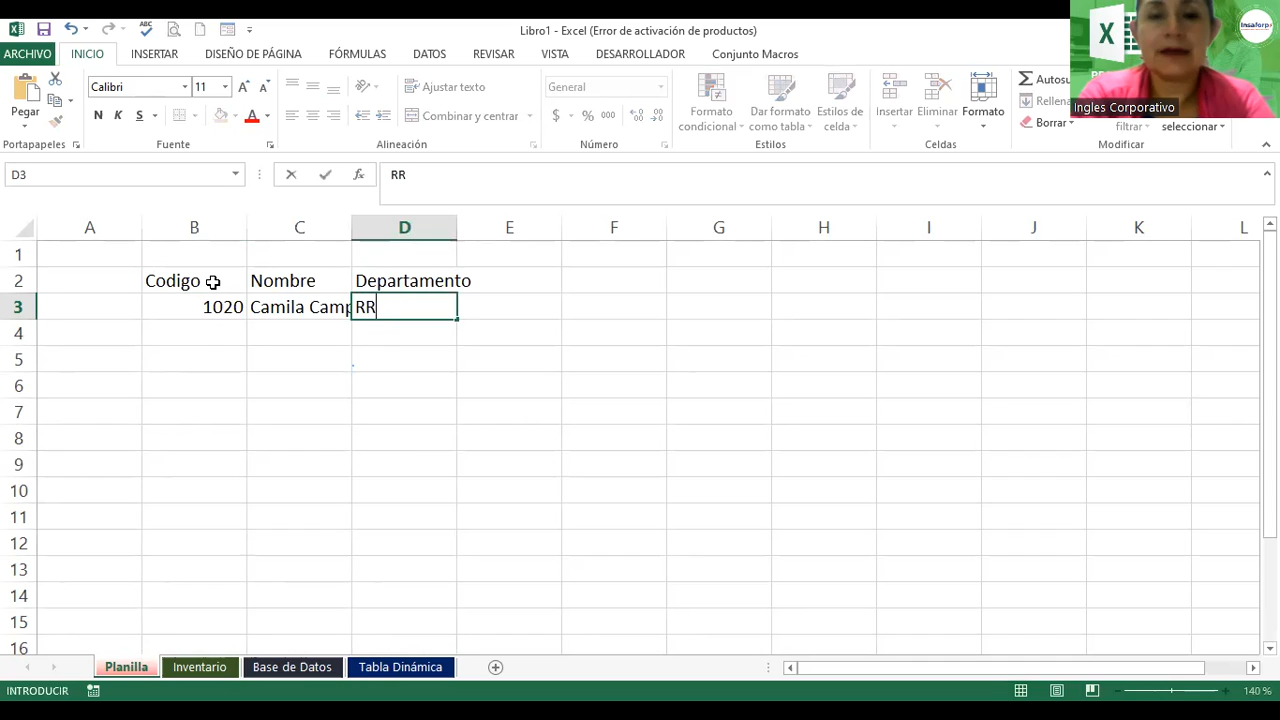 Libro1 - Excel (Error de activación de productos)
ARCHIVO INICIO INSERTAR DISEÑO DE PÁGINA FÓRMULAS DATOS REVISAR VISTA DESARROLLADOR Conjunto Macros
Insaforp
X
Calibri 11 Ajustar texto General
Pegar N K S Combinar y centrar $ % 000
Formato condicional Dar formato como tabla Estilos de celda Insertar Eliminar Formato
Borrar filtrar seleccionar
Ingles Corporativo
Portapapeles Fuente Alineación Número Estilos Celdas Modificar
D3 fx RR
A B C D E F G H I J K L
1
2 Codigo Nombre Departamento
3 1020 Camila Camp RR
4
5
6
7
8
9
10
11
12
13
14
15
16
Planilla Inventario Base de Datos Tabla Dinámica
INTRODUCIR 140 %